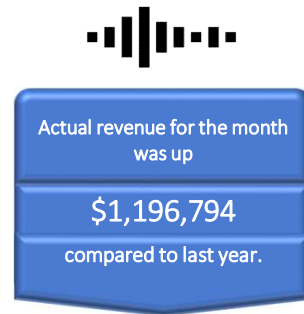 Actual revenue for the month
was up
$1,196,794
compared to last year.